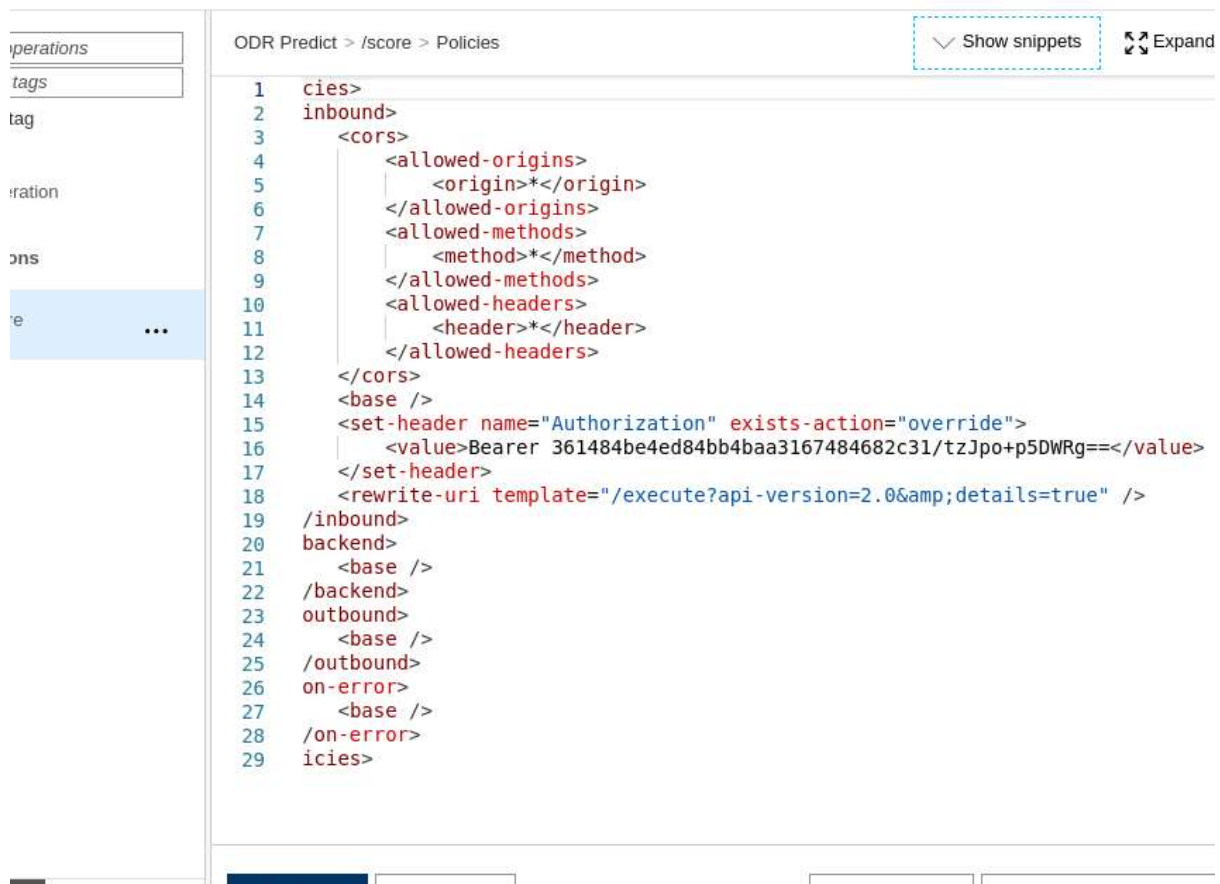 perations
tags
tag
ration
ons
re
...
ODR Predict > /score > Policies
Show snippets
Expand
1 cies>
2 inbound>
3 <cors>
4 <allowed-origins>
5 <origin>*</origin>
6 </allowed-origins>
7 <allowed-methods>
8 <method>*</method>
9 </allowed-methods>
10 <allowed-headers>
11 <header>*</header>
12 </allowed-headers>
13 </cors>
14 <base />
15 <set-header name="Authorization" exists-action="override">
16 <value>Bearer 361484be4ed84bb4baa3167484682c31/tzJpo+p5DWRg==</value>
17 </set-header>
18 <rewrite-uri template="/execute?api-version=2.0&amp;details=true" />
19 /inbound>
20 backend>
21 <base />
22 /backend>
23 outbound>
24 <base />
25 /outbound>
26 on-error>
27 <base />
28 /on-error>
29 icies>